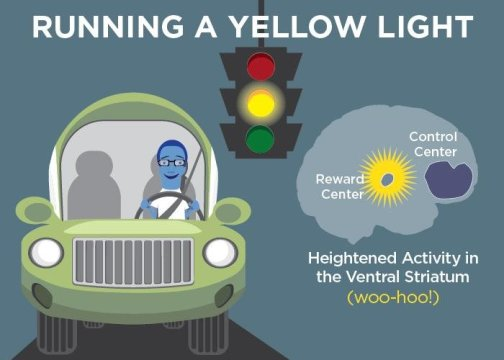 RUNNING A YELLOW LIGHT
Control
Center
Reward
Center
Heightened Activity in
the Ventral Striatum
(woo-hoo!)